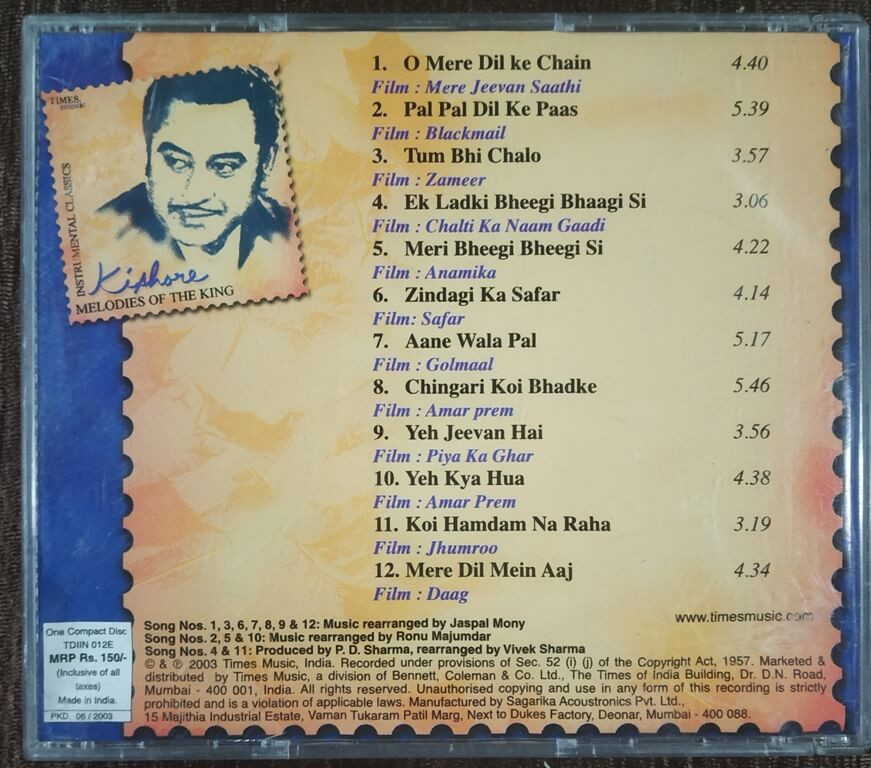 TIMES
MUSIC
INSTRUMENTAL CLASSICS
Kishore
MELODIES OF THE KING
1. O Mere Dil ke Chain 4.40
Film : Mere Jeevan Saathi
2. Pal Pal Dil Ke Paas 5.39
Film : Blackmail
3. Tum Bhi Chalo 3.57
Film : Zameer
4. Ek Ladki Bheegi Bhaagi Si 3.06
Film : Chalti Ka Naam Gaadi
5. Meri Bheegi Bheegi Si 4.22
Film : Anamika
6. Zindagi Ka Safar 4.14
Film: Safar
7. Aane Wala Pal 5.17
Film : Golmaal
8. Chingari Koi Bhadke 5.46
Film : Amar prem
9. Yeh Jeevan Hai 3.56
Film : Piya Ka Ghar
10. Yeh Kya Hua 4.38
Film : Amar Prem
11. Koi Hamdam Na Raha 3.19
Film : Jhumroo
12. Mere Dil Mein Aaj 4.34
Film : Daag
www.timesmusic.com
One Compact Disc
TDIIN 012E
MRP Rs. 150/-
(Inclusive of all
taxes)
Made in India.
PKD. 06 / 2003
Song Nos. 1, 3, 6, 7, 8, 9 & 12: Music rearranged by Jaspal Mony
Song Nos. 2, 5 & 10: Music rearranged by Ronu Majumdar
Song Nos. 4 & 11: Produced by P. D. Sharma, rearranged by Vivek Sharma
© & ℗ 2003 Times Music, India. Recorded under provisions of Sec. 52 (i) (j) of the Copyright Act, 1957. Marketed &
distributed by Times Music, a division of Bennett, Coleman & Co. Ltd., The Times of India Building, Dr. D.N. Road,
Mumbai - 400 001, India. All rights reserved. Unauthorised copying and use in any form of this recording is strictly
prohibited and is a violation of applicable laws. Manufactured by Sagarika Acoustronics Pvt. Ltd.,
15 Majithia Industrial Estate, Vaman Tukaram Patil Marg, Next to Dukes Factory, Deonar, Mumbai - 400 088.